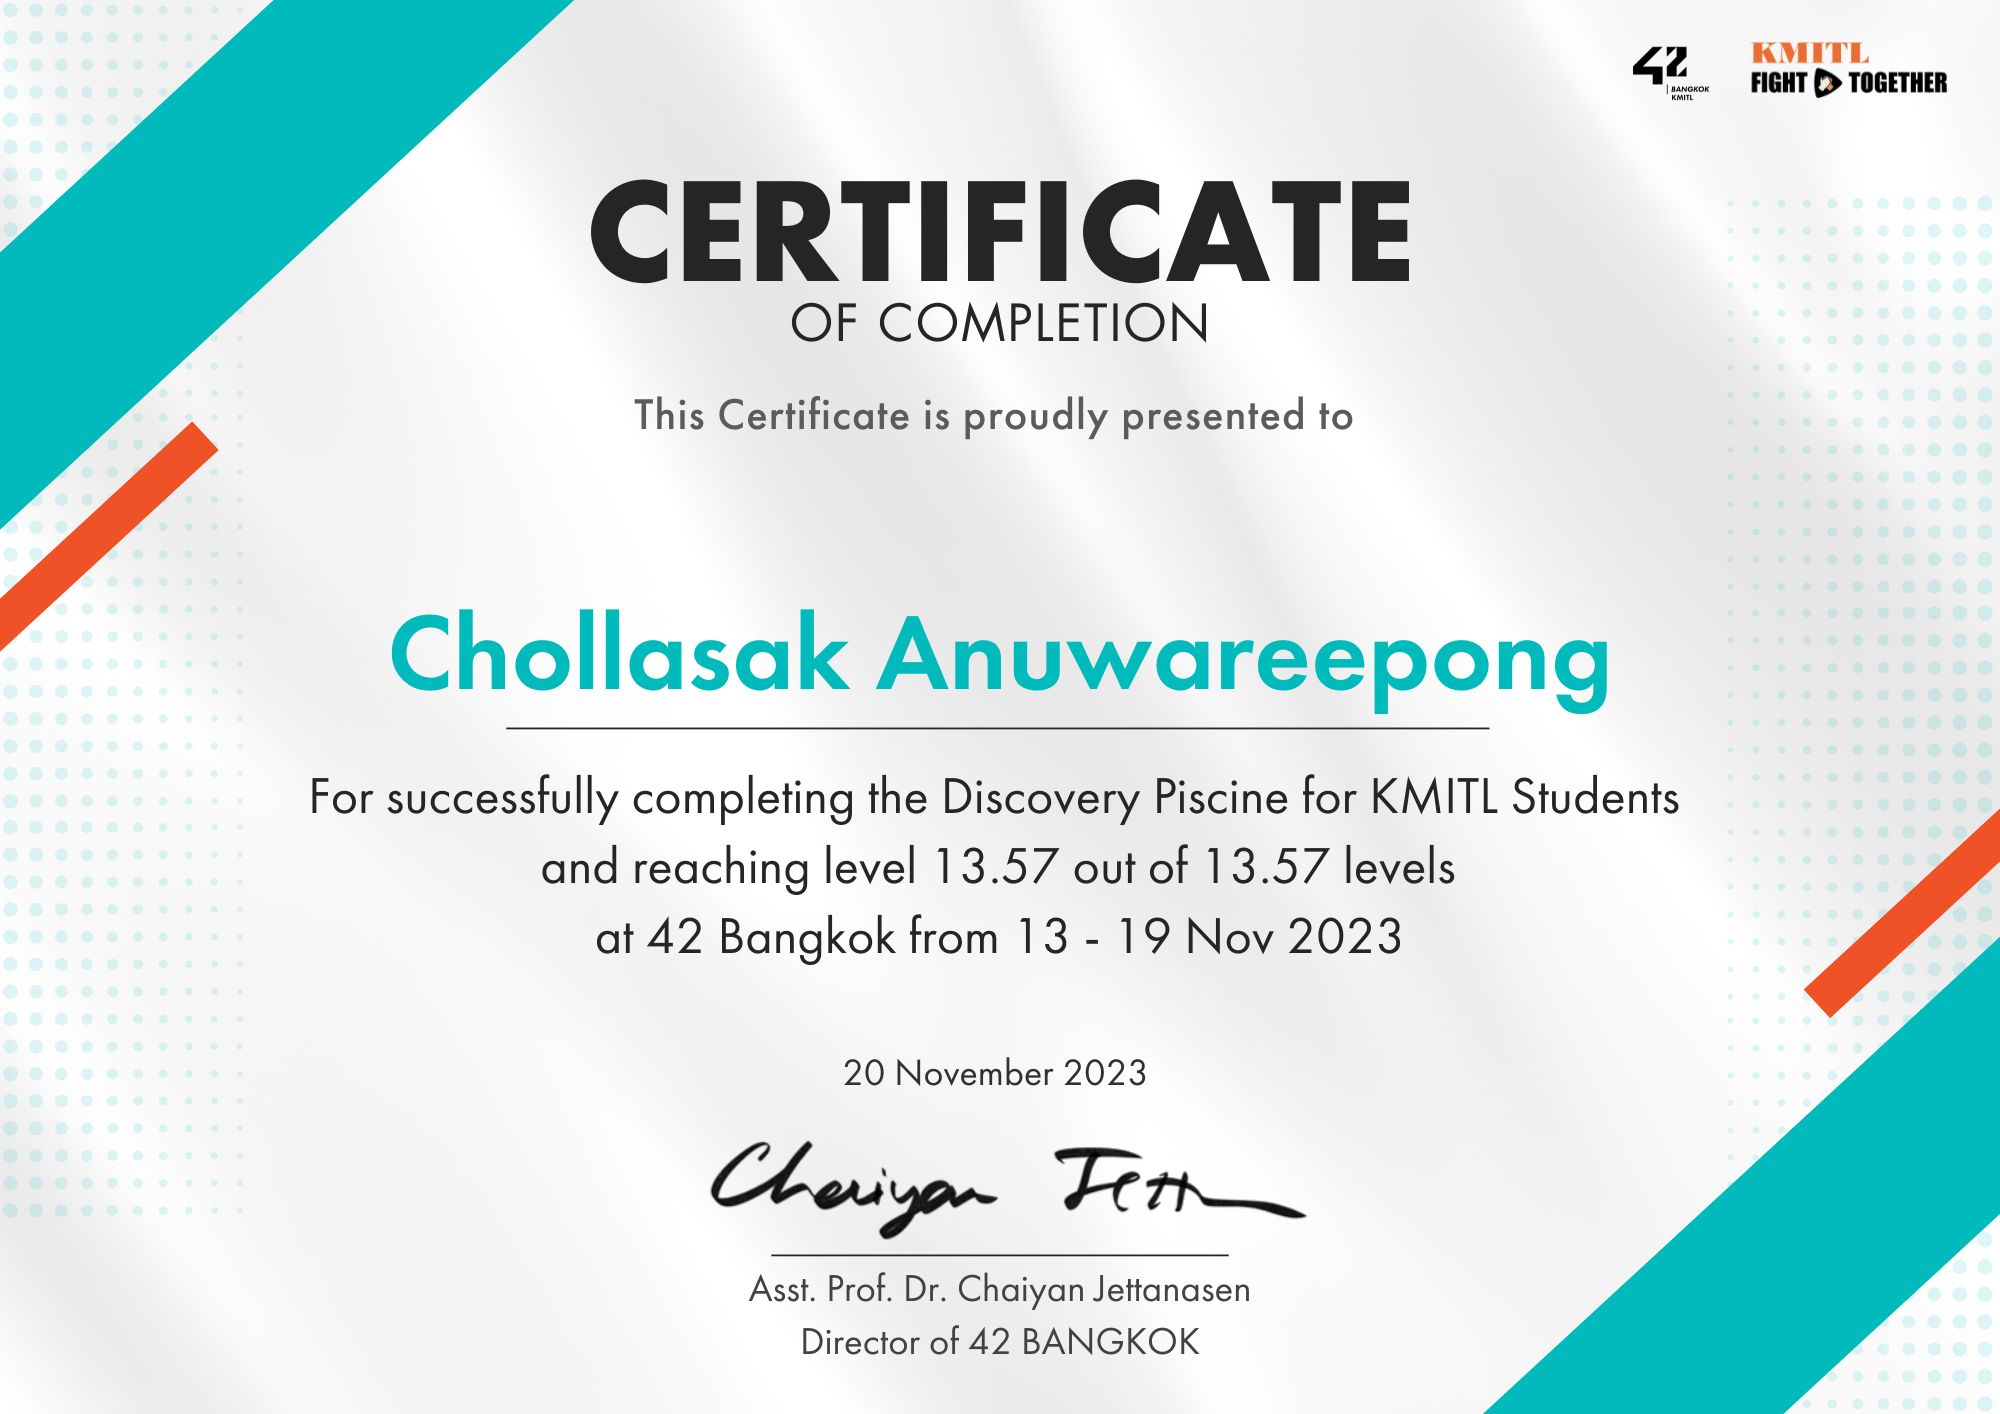 42
BANGKOK
KMITL
KMITL
FIGHT TOGETHER
CERTIFICATE
OF COMPLETION
This Certificate is proudly presented to
Chollasak Anuwareepong
For successfully completing the Discovery Piscine for KMITL Students
and reaching level 13.57 out of 13.57 levels
at 42 Bangkok from 13 - 19 Nov 2023
20 November 2023
Chaiyan Jett
Asst. Prof. Dr. Chaiyan Jettanasen
Director of 42 BANGKOK